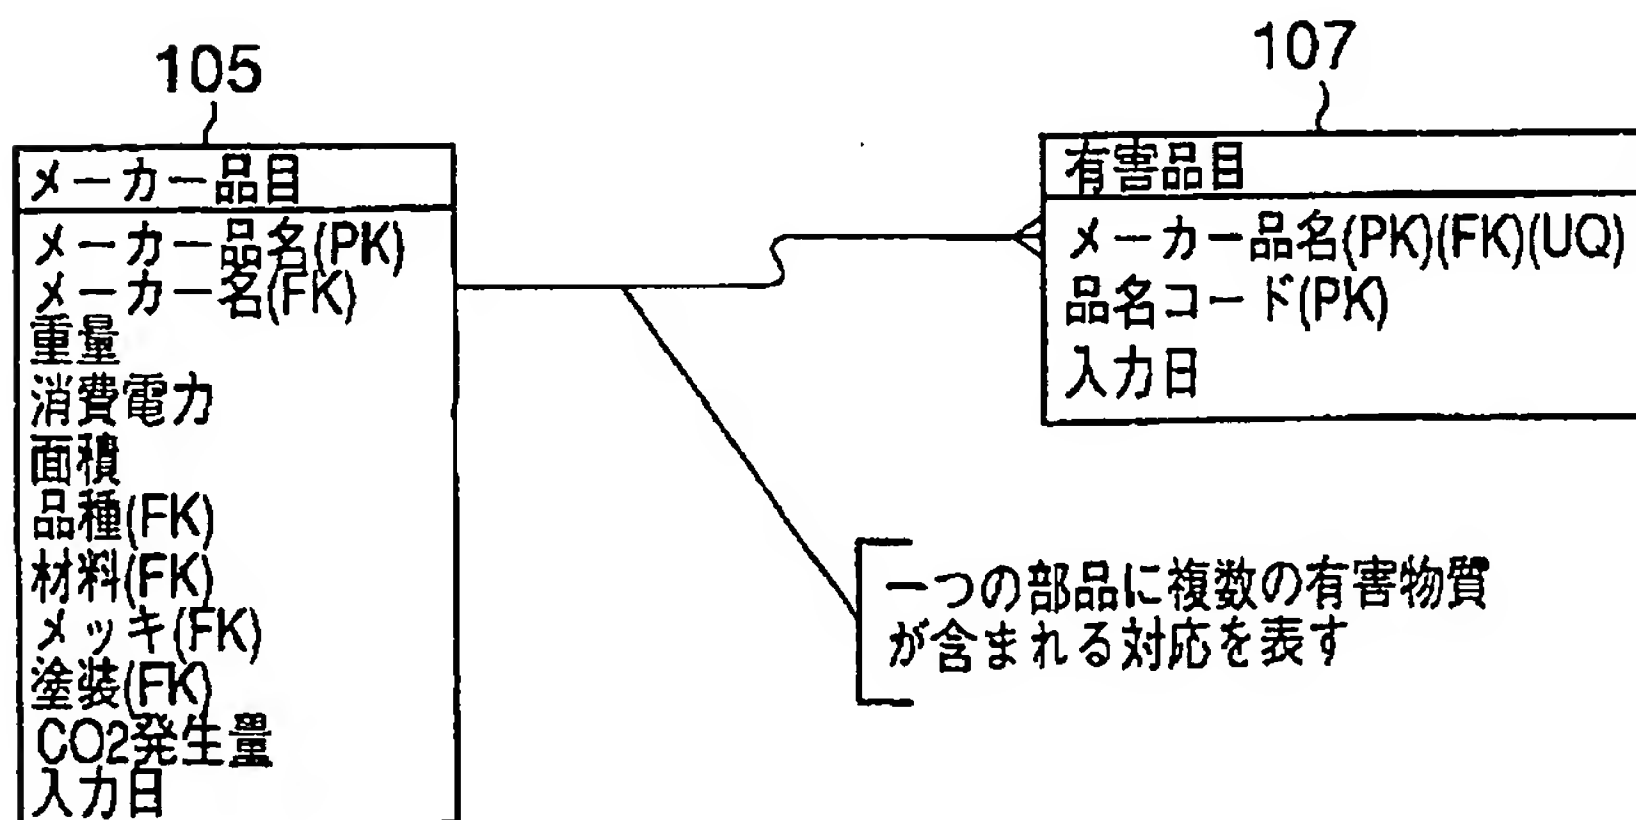 105
メーカー品目
メーカー品名(PK)
メーカー名(FK)
重量
消費電力
面積
品種(FK)
材料(FK)
メッキ(FK)
塗装(FK)
CO2発生量
入力日
107
有害品目
メーカー品名(PK)(FK)(UQ)
品名コード(PK)
入力日
一つの部品に複数の有害物質
が含まれる対応を表す